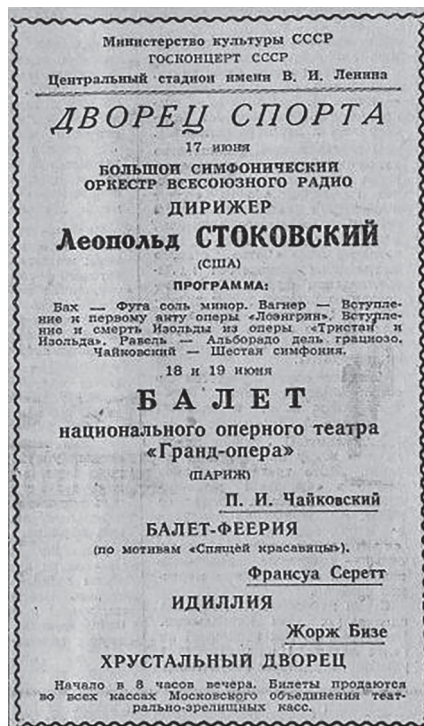 Министерство культуры СССР
ГОСКОНЦЕРТ СССР
Центральный стадион имени В. И. Ленина
ДВОРЕЦ СПОРТА
17 июня
БОЛЬШОЙ СИМФОНИЧЕСКИЙ
ОРКЕСТР ВСЕСОЮЗНОГО РАДИО
ДИРИЖЕР
Леопольд СТОКОВСКИЙ
(США)
ПРОГРАММА:
Бах — Фуга соль минор. Вагнер — Вступле-
ние к первому акту оперы «Лоэнгрин». Вступле-
ние и смерть Изольды из оперы «Тристан и
Изольда». Равель — Альборадо дель грациозо.
Чайковский — Шестая симфония.
18 и 19 июня
БАЛЕТ
национального оперного театра
«Гранд-опера»
(ПАРИЖ)
П. И. Чайковский
БАЛЕТ-ФЕЕРИЯ
(по мотивам «Спящей красавицы»).
Франсуа Серетт
ИДИЛЛИЯ
Жорж Бизе
ХРУСТАЛЬНЫЙ ДВОРЕЦ
Начало в 8 часов вечера. Билеты продаются
во всех кассах Московского объединения теат-
рально-зрелищных касс.